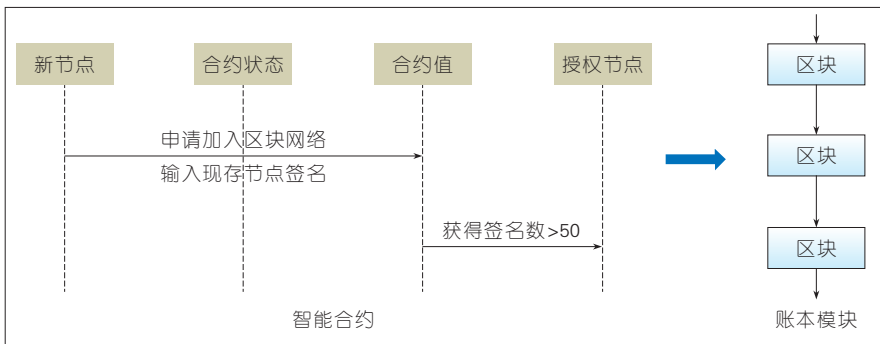 新节点 合约状态 合约值 授权节点 区块
申请加入区块网络
输入现存节点签名
区块
获得签名数>50
区块
智能合约
账本模块